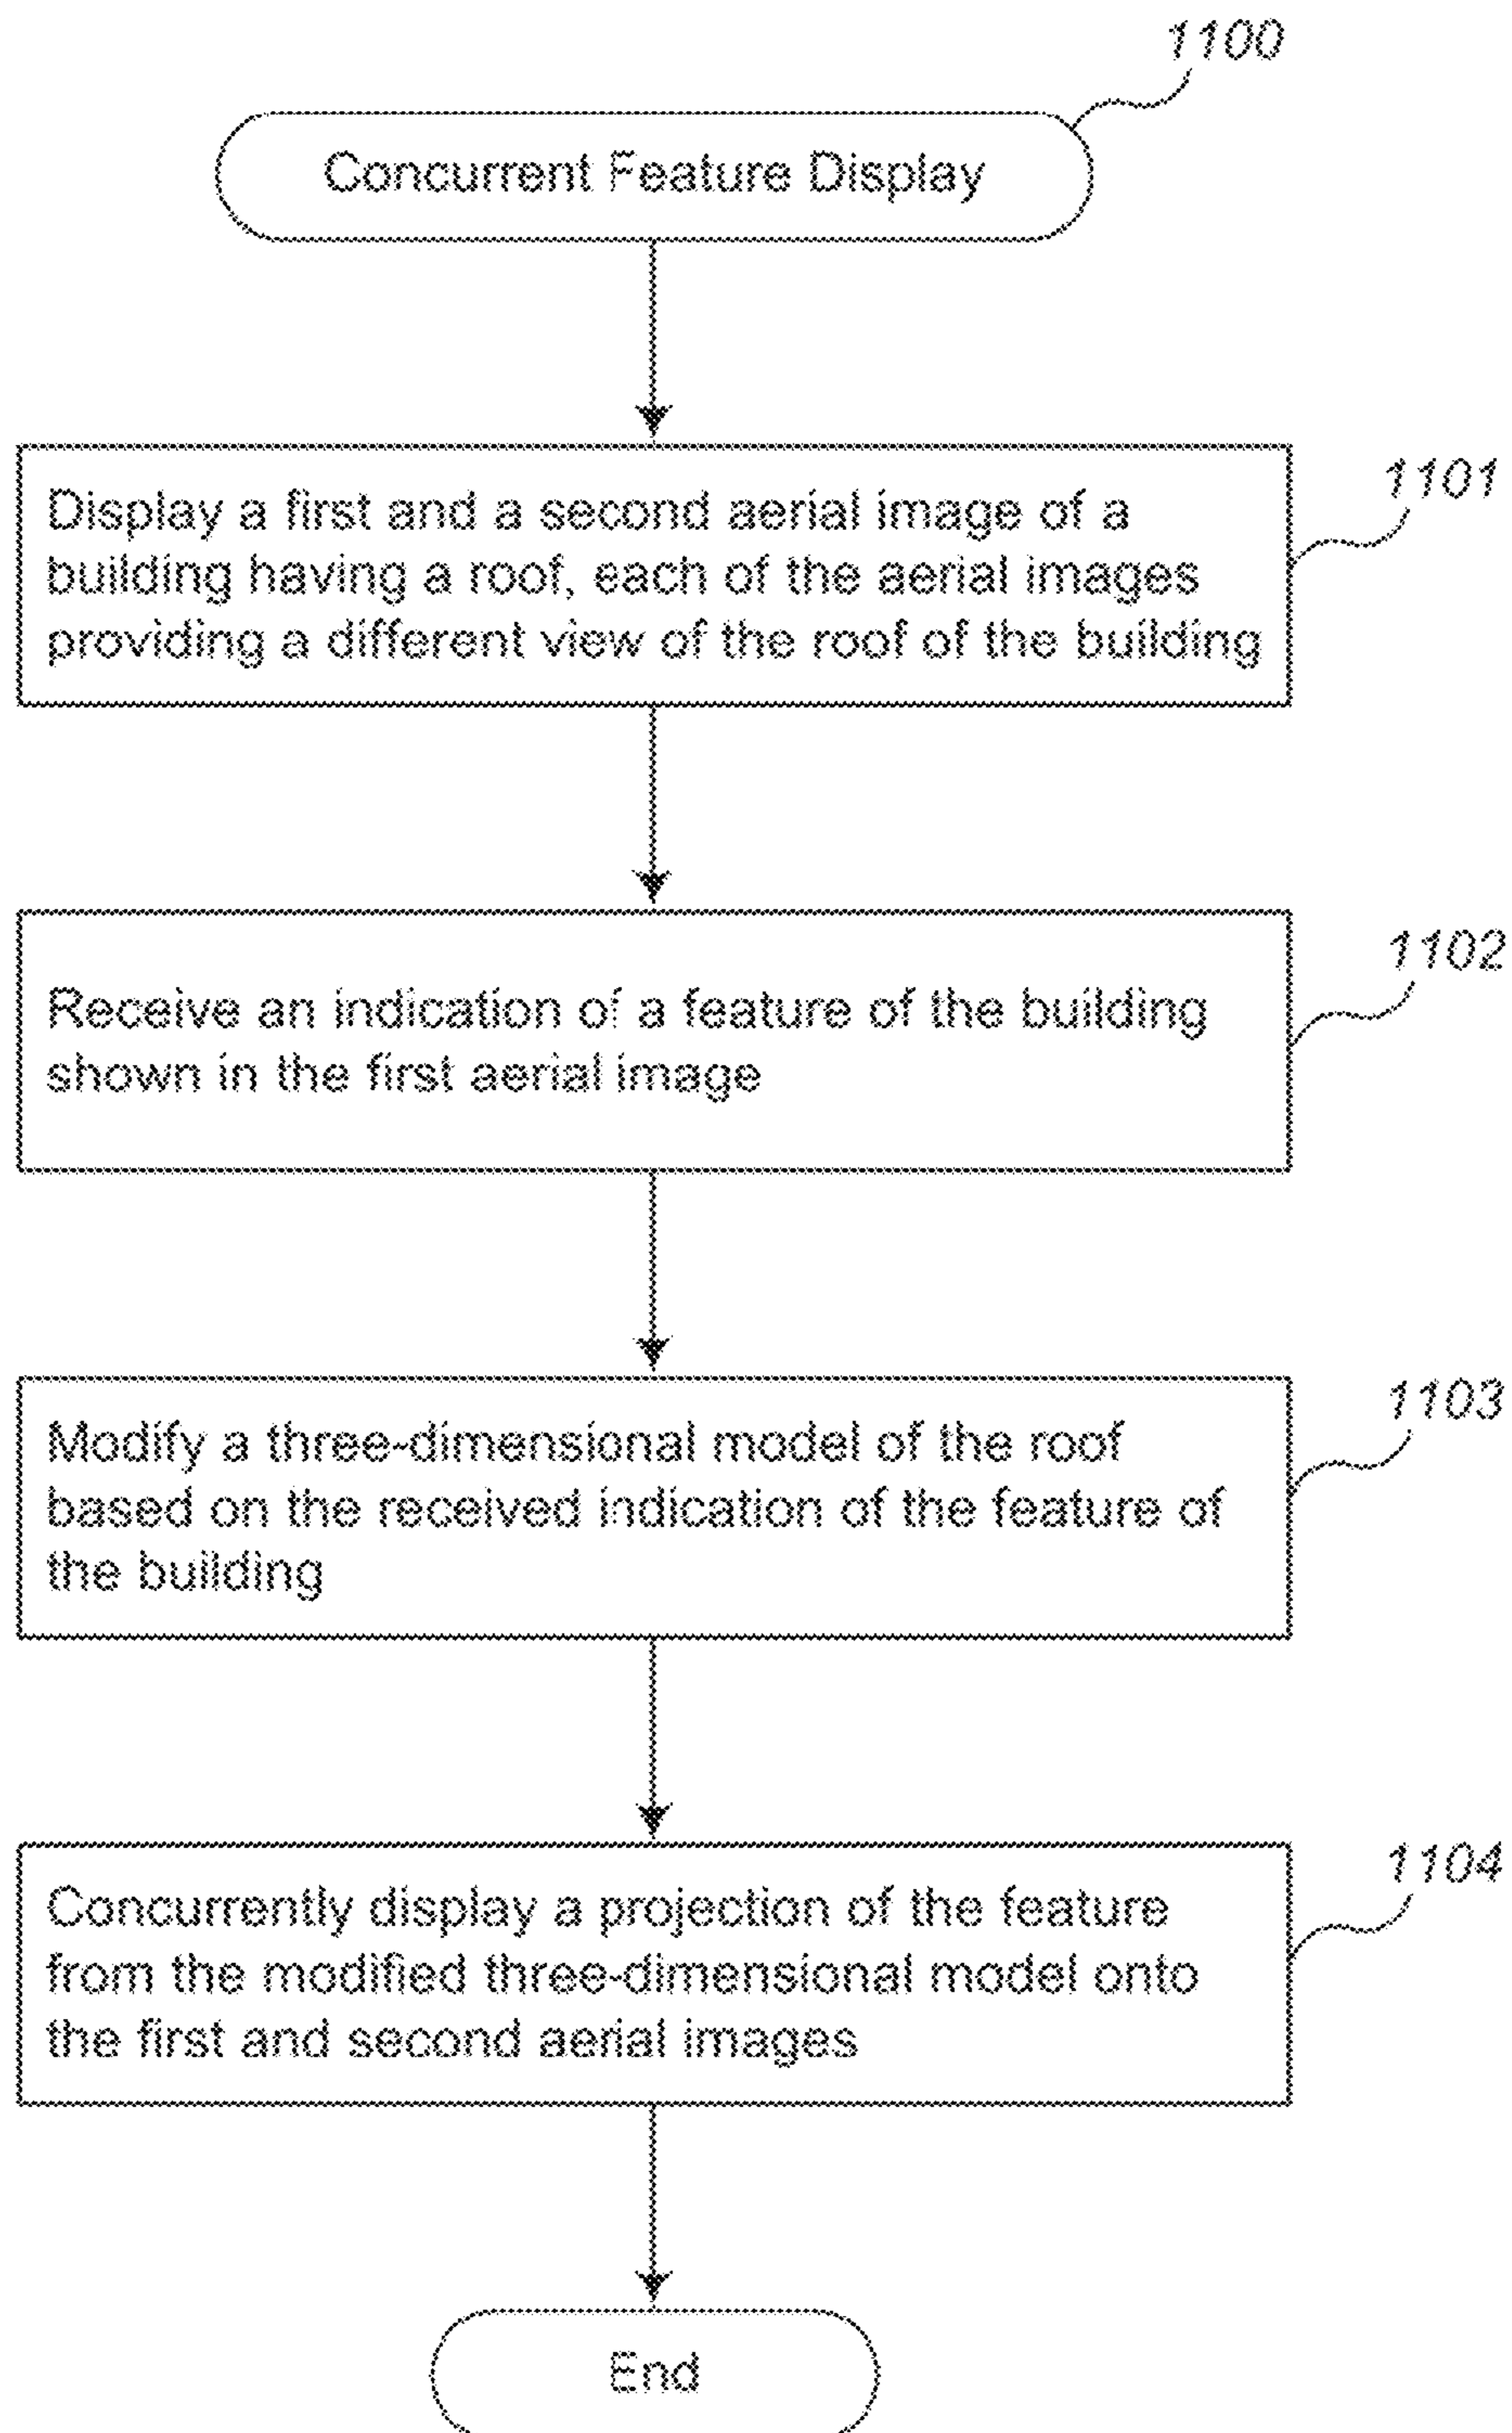 1100
Concurrent Feature Display
1101
Display a first and a second aerial image of a
building having a roof, each of the aerial images
providing a different view of the roof of the building
1102
Receive an indication of a feature of the building
shown in the first aerial image
1103
Modify a three-dimensional model of the roof
based on the received indication of the feature of
the building
1104
Concurrently display a projection of the feature
from the modified three-dimensional model onto
the first and second aerial images
End